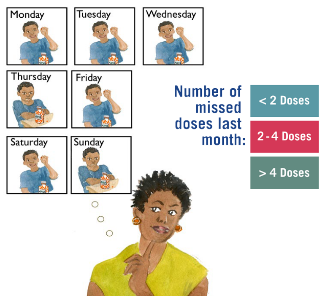 Monday
Tuesday
Wednesday
Thursday
Friday
Saturday
Sunday
Number of
missed
doses last
month:
< 2 Doses
2-4 Doses
> 4 Doses